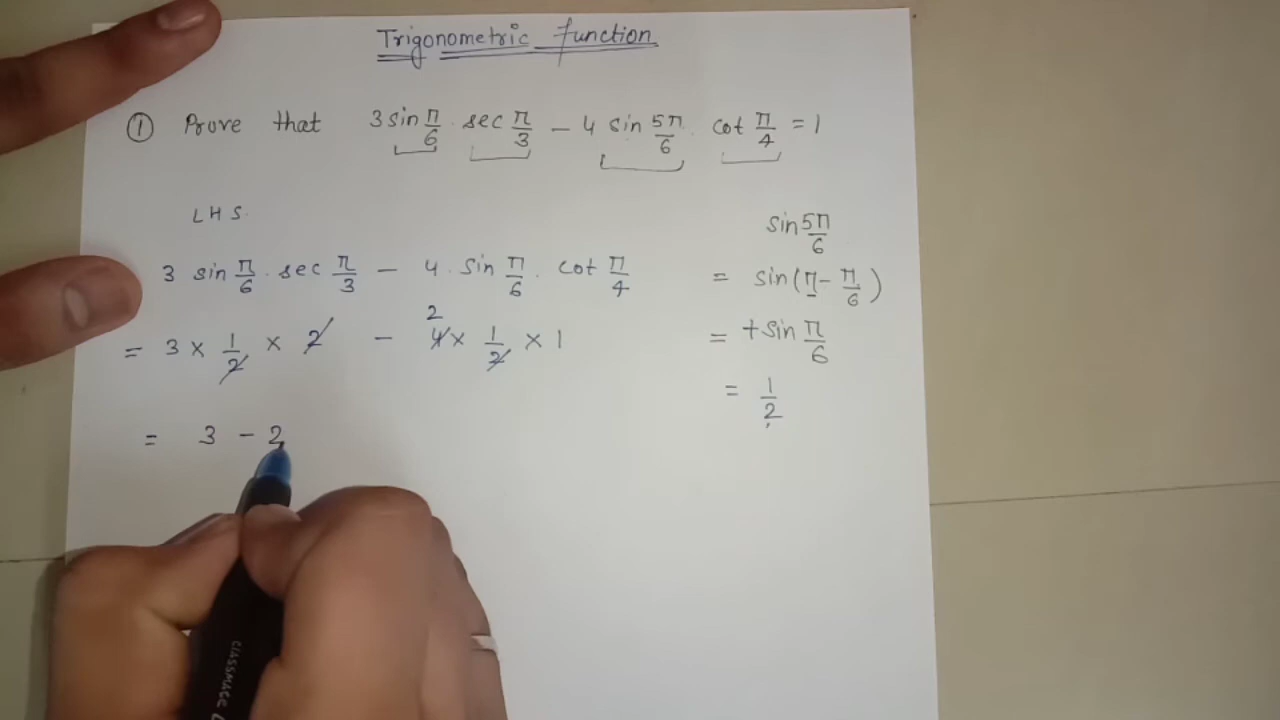 Trigonometric function
① Prove that 3 sin π/6 . sec π/3 - 4 sin 5π/6 . cot π/4 = 1
LHS.
3 sin π/6 . sec π/3 - 4 . sin π/6 . cot π/4
= 3 × 1/2 × 2 - 4 × 1/2 × 1
2
= 3 - 2
sin 5π/6
= sin(π - π/6)
= + sin π/6
= 1/2
CLASSMATE